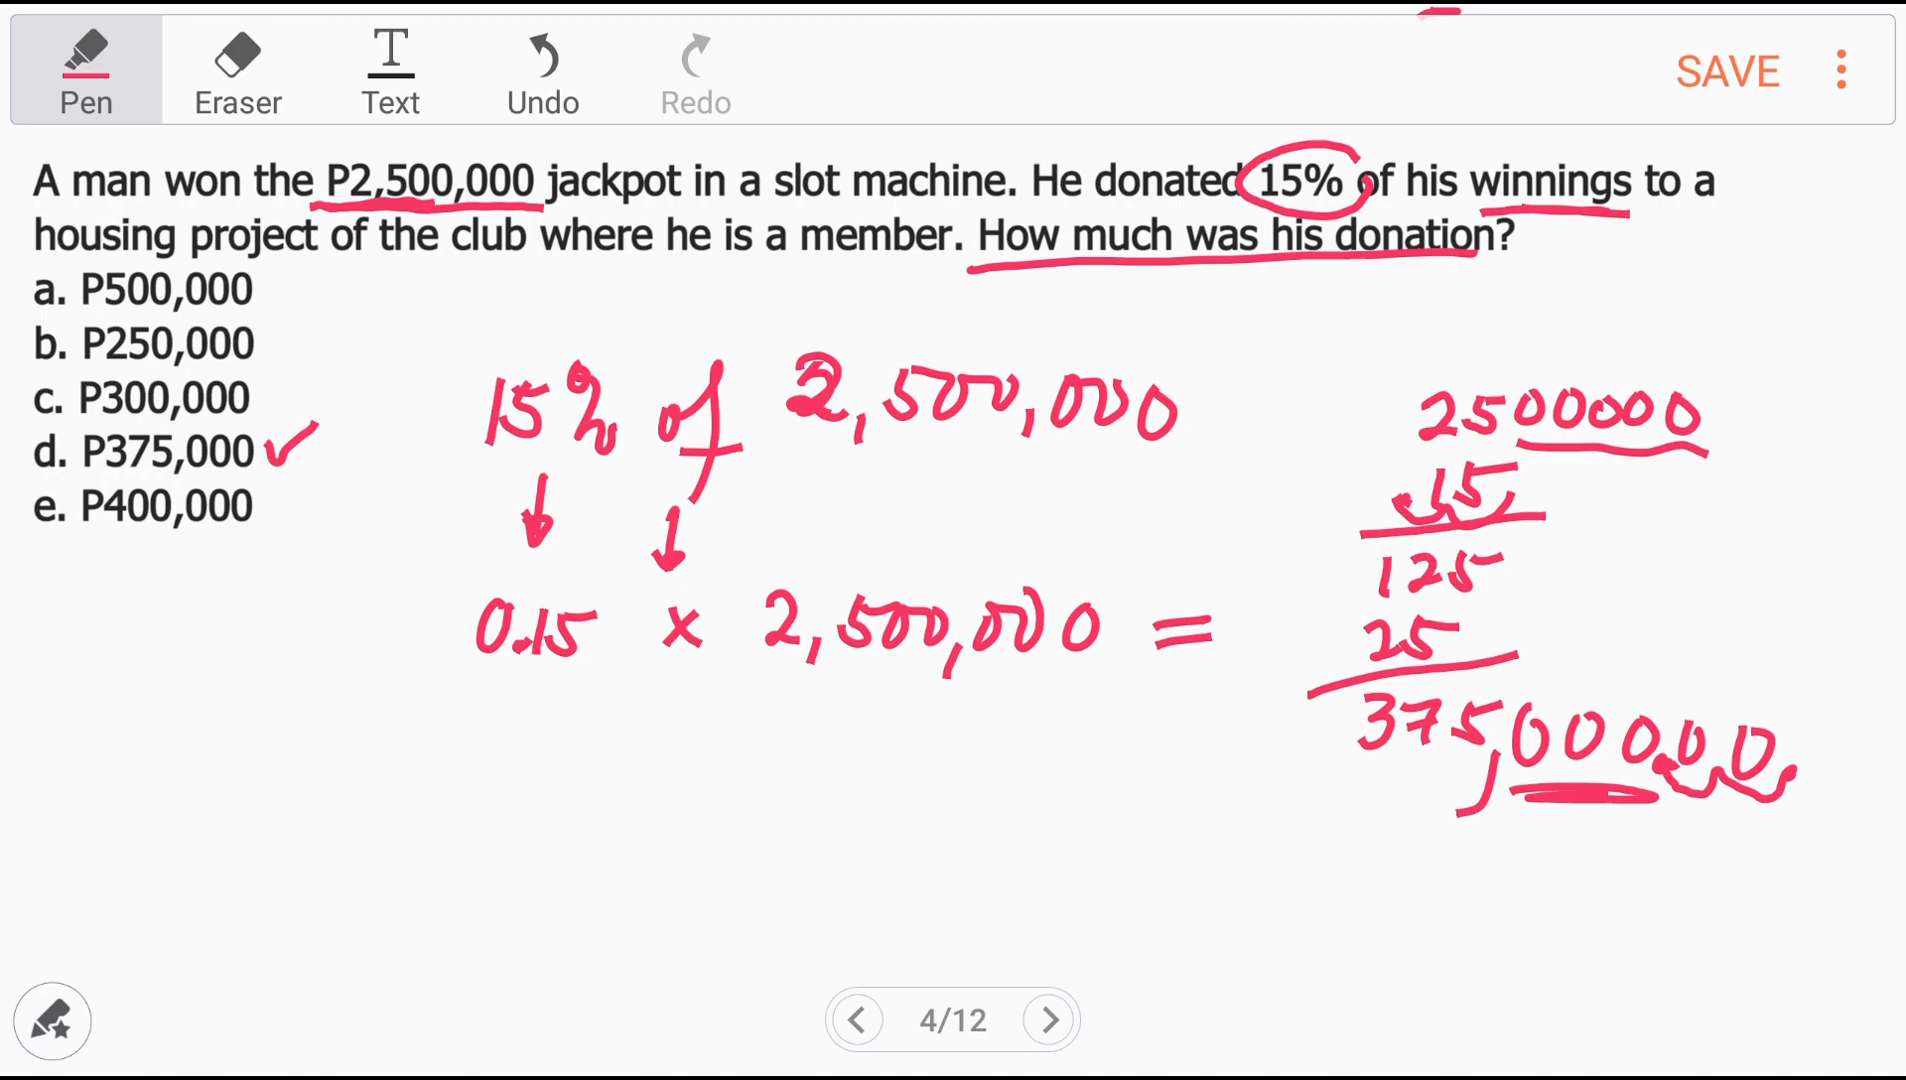 Pen Eraser Text Undo Redo SAVE
A man won the P2,500,000 jackpot in a slot machine. He donated 15% of his winnings to a
housing project of the club where he is a member. How much was his donation?
a. P500,000
b. P250,000
c. P300,000
d. P375,000
e. P400,000
15% of 2,500,000
0.15 × 2,500,000 =
2500000
.15
125
25
375,000.00.
4/12